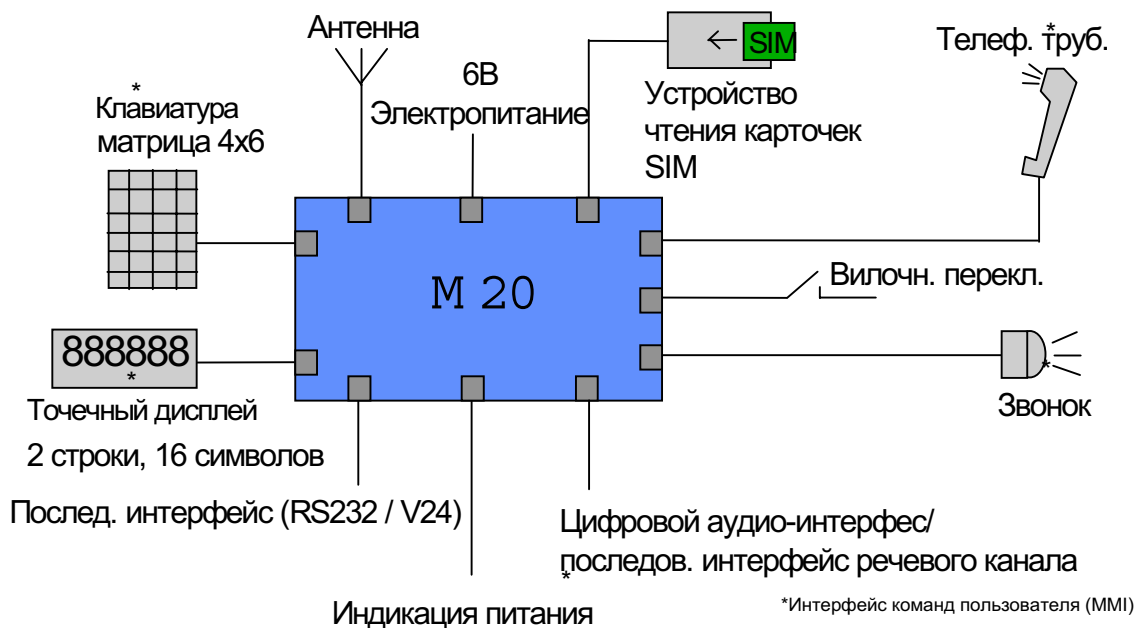 Антенна
SIM
Телеф. труб.
*
6В
Электропитание
*
Клавиатура
матрица 4x6
Устройство
чтения карточек
SIM
M 20
Вилочн. перекл.
888888
*
*
Звонок
Точечный дисплей
2 строки, 16 символов
Послед. интерфейс (RS232 / V24)
Цифровой аудио-интерфес/
последов. интерфейс речевого канала
*
Индикация питания
*Интерфейс команд пользователя (MMI)